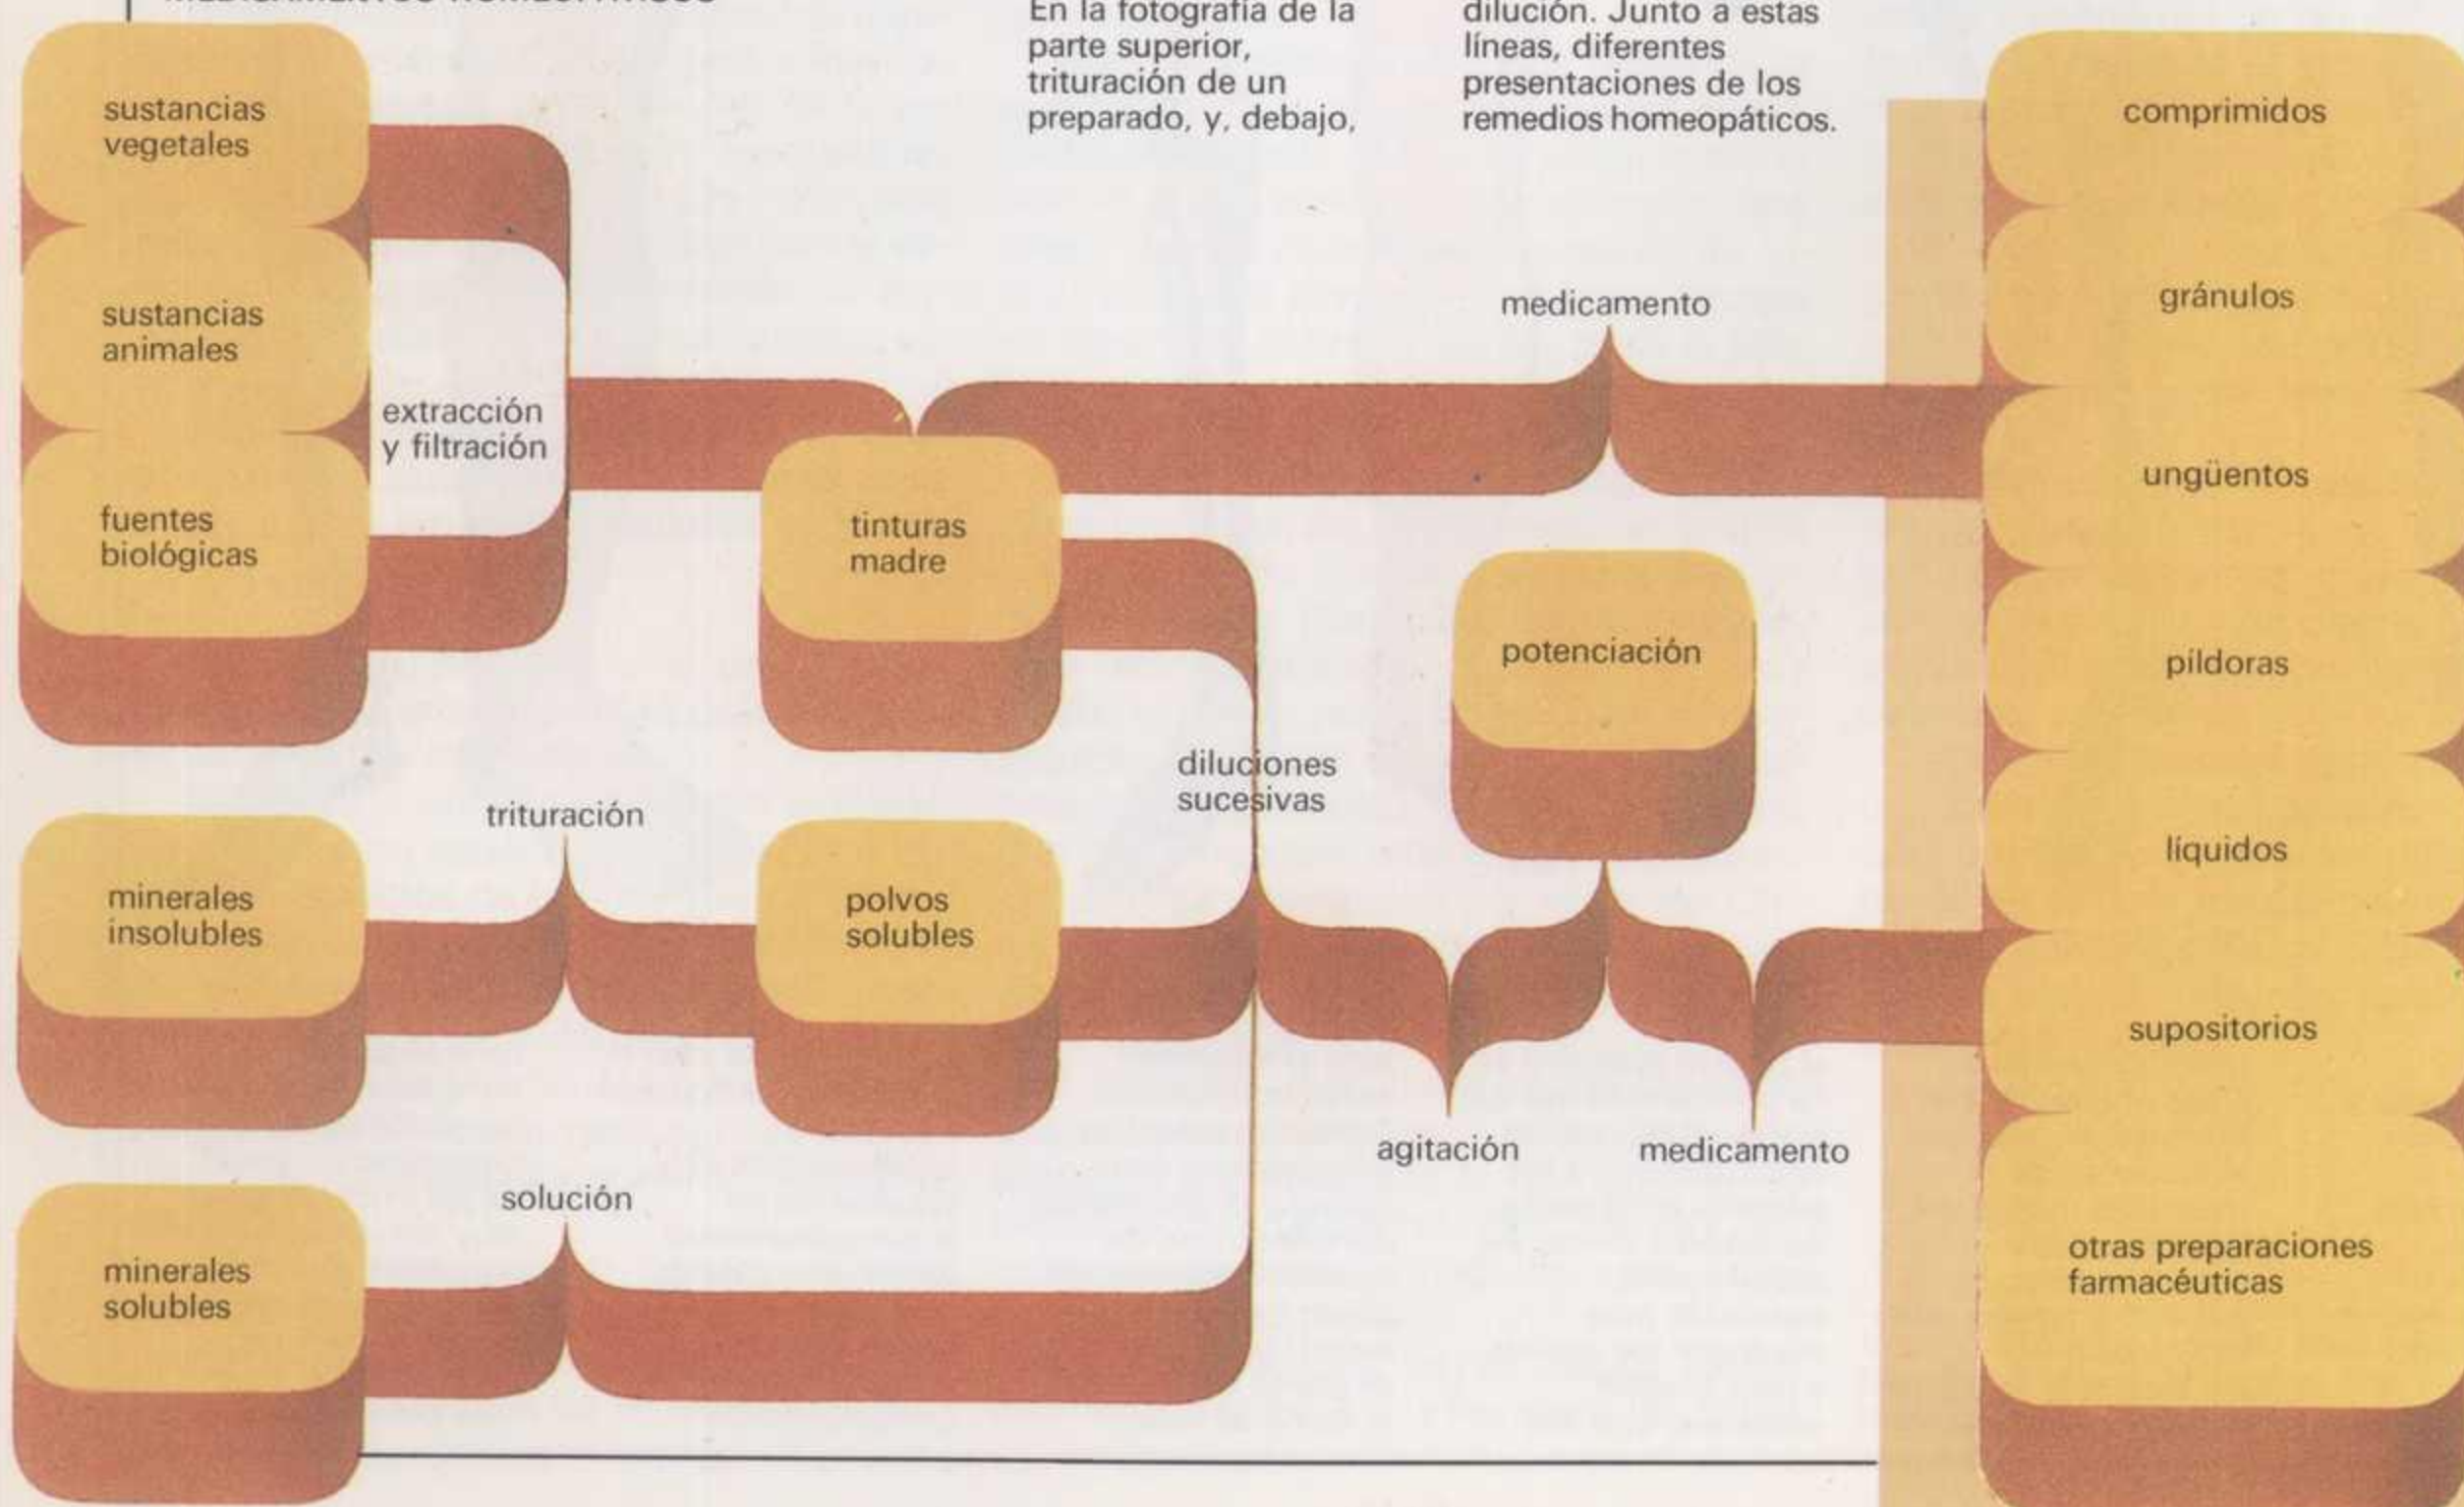 MEDICAMENTOS HOMEOPÁTICOS
En la fotografía de la
parte superior,
trituración de un
preparado, y, debajo,
dilución. Junto a estas
líneas, diferentes
presentaciones de los
remedios homeopáticos.
sustancias
vegetales
sustancias
animales
fuentes
biológicas
extracción
y filtración
tinturas
madre
medicamento
potenciación
diluciones
sucesivas
trituración
minerales
insolubles
polvos
solubles
agitación
medicamento
solución
minerales
solubles
comprimidos
gránulos
ungüentos
píldoras
líquidos
supositorios
otras preparaciones
farmacéuticas